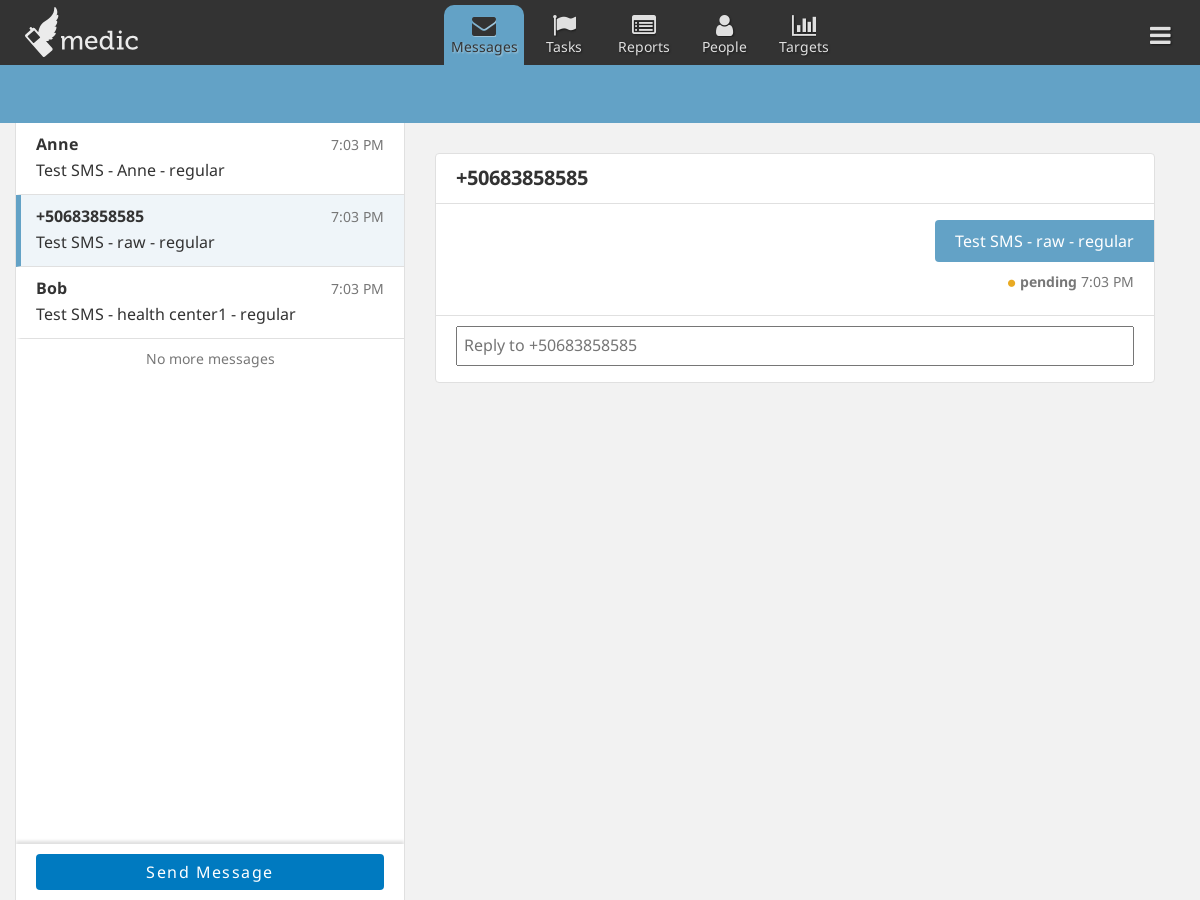 medic
Messages
Tasks
Reports
People
Targets
Anne
7:03 PM
Test SMS - Anne - regular
+50683858585
7:03 PM
Test SMS - raw - regular
Bob
7:03 PM
Test SMS - health center1 - regular
No more messages
Send Message
+50683858585
Test SMS - raw - regular
pending 7:03 PM
Reply to +50683858585